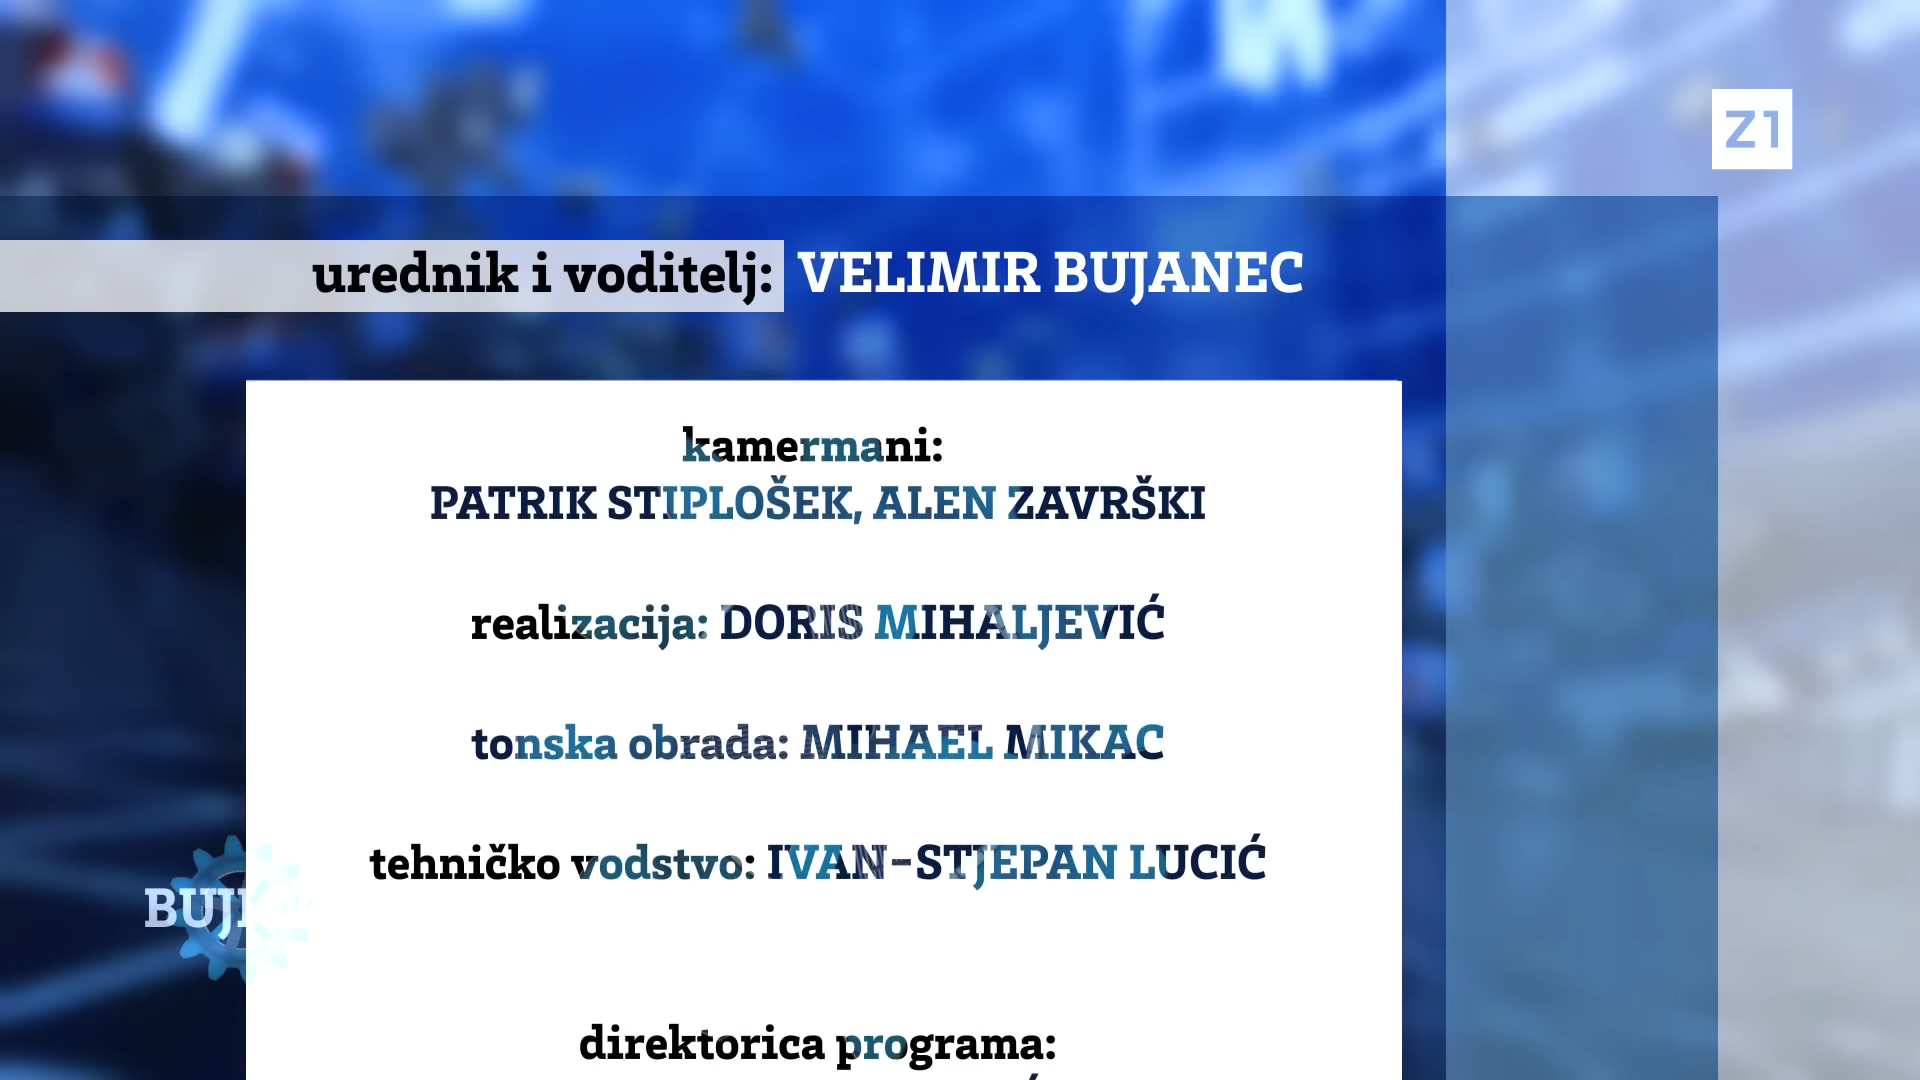 Z1
urednik i voditelj: VELIMIR BUJANEC
kamermani:
PATRIK STIPLOŠEK, ALEN ZAVRŠKI
realizacija: DORIS MIHALJEVIĆ
tonska obrada: MIHAEL MIKAC
tehničko vodstvo: IVAN-STJEPAN LUCIĆ
direktorica programa: